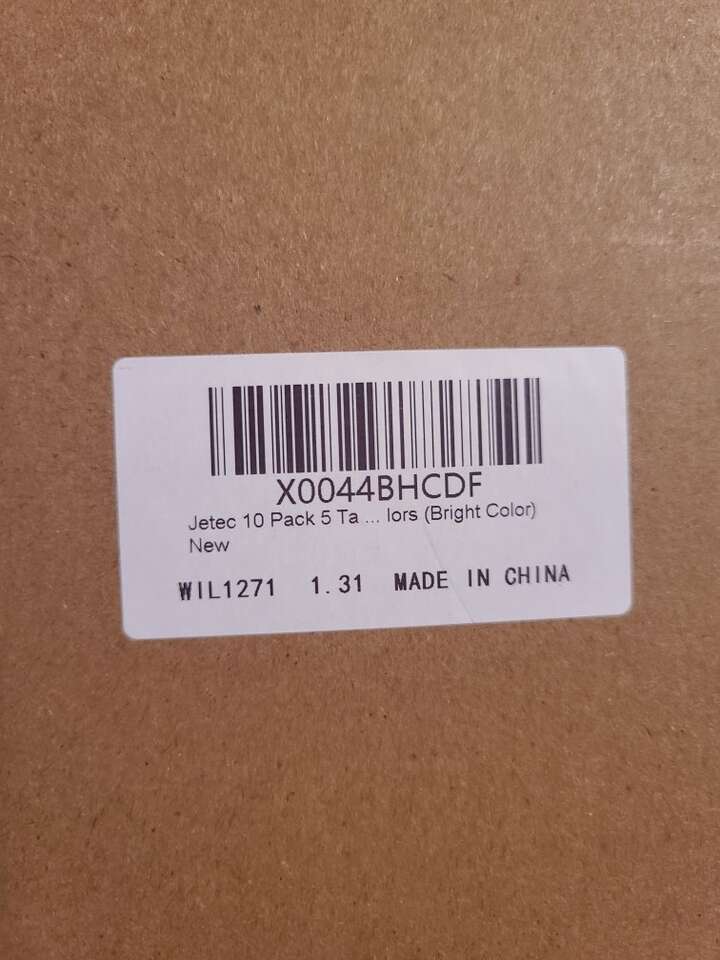 X0044BHCDF
Jetec 10 Pack 5 Ta ... lors (Bright Color)
New
WIL1271 1.31 MADE IN CHINA